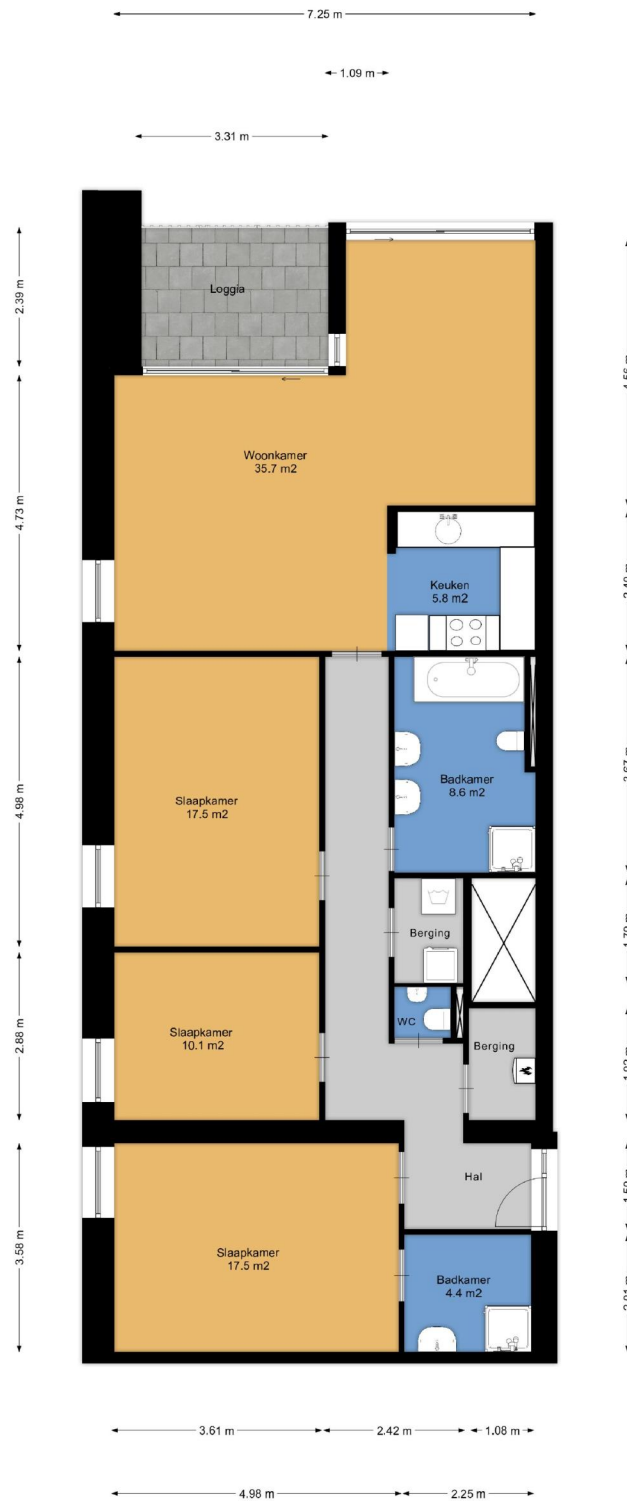 7.25 m
1.09 m
3.31 m
2.39 m
Loggia
Woonkamer
35.7 m2
4.73 m
Keuken
5.8 m2
Badkamer
8.6 m2
Slaapkamer
17.5 m2
4.98 m
Berging
WC
Slaapkamer
10.1 m2
2.88 m
Berging
Hal
Slaapkamer
17.5 m2
3.58 m
Badkamer
4.4 m2
3.61 m
2.42 m
1.08 m
4.98 m
2.25 m